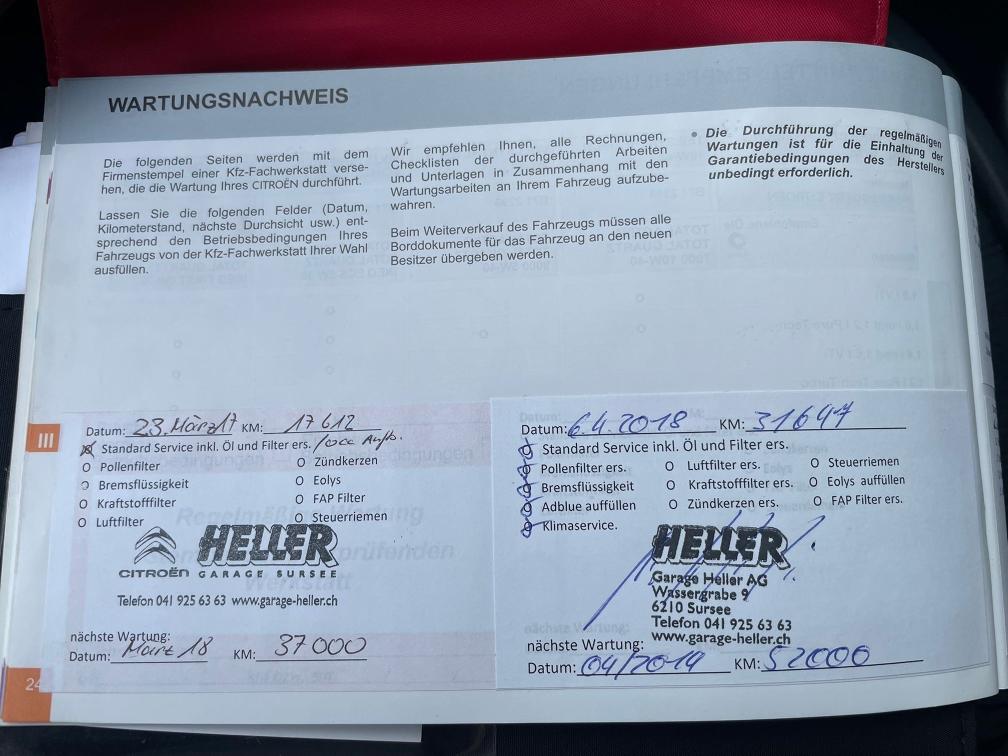 WARTUNGSNACHWEIS
Die folgenden Seiten werden mit dem
Firmenstempel einer Kfz-Fachwerkstatt verse-
hen, die die Wartung Ihres CITROËN durchführt.
Lassen Sie die folgenden Felder (Datum,
Kilometerstand, nächste Durchsicht usw.) ent-
sprechend den Betriebsbedingungen Ihres
Fahrzeugs von der Kfz-Fachwerkstatt Ihrer Wahl
ausfüllen.
Wir empfehlen Ihnen, alle Rechnungen,
Checklisten der durchgeführten Arbeiten
und Unterlagen in Zusammenhang mit den
Wartungsarbeiten an Ihrem Fahrzeug aufzube-
wahren.
Beim Weiterverkauf des Fahrzeugs müssen alle
Borddokumente für das Fahrzeug an den neuen
Besitzer übergeben werden.
• Die Durchführung der regelmäßigen
Wartungen ist für die Einhaltung der
Garantiebedingungen des Herstellers
unbedingt erforderlich.
III
Datum: 23. März 17 KM: 17612
Standard Service inkl. Öl und Filter ers.
O Pollenfilter O Zündkerzen
O Bremsflüssigkeit O Eolys
O Kraftstofffilter O FAP Filter
O Luftfilter O Steuerriemen
HELLER
CITROËN GARAGE SURSEE
Telefon 041 925 63 63 www.garage-heller.ch
nächste Wartung:
Datum: März 18 KM: 37000
Datum: 6.4.2018 KM: 31647
Standard Service inkl. Öl und Filter ers.
Pollenfilter ers. O Luftfilter ers. O Steuerriemen
Bremsflüssigkeit O Kraftstofffilter ers. O Eolys auffüllen
Adblue auffüllen O Zündkerzen ers. O FAP Filter ers.
Klimaservice.
HELLER
Garage Heller AG
Wassergrabe 9
6210 Sursee
Telefon 041 925 63 63
www.garage-heller.ch
nächste Wartung:
Datum: 04/2019 KM: 52000
24